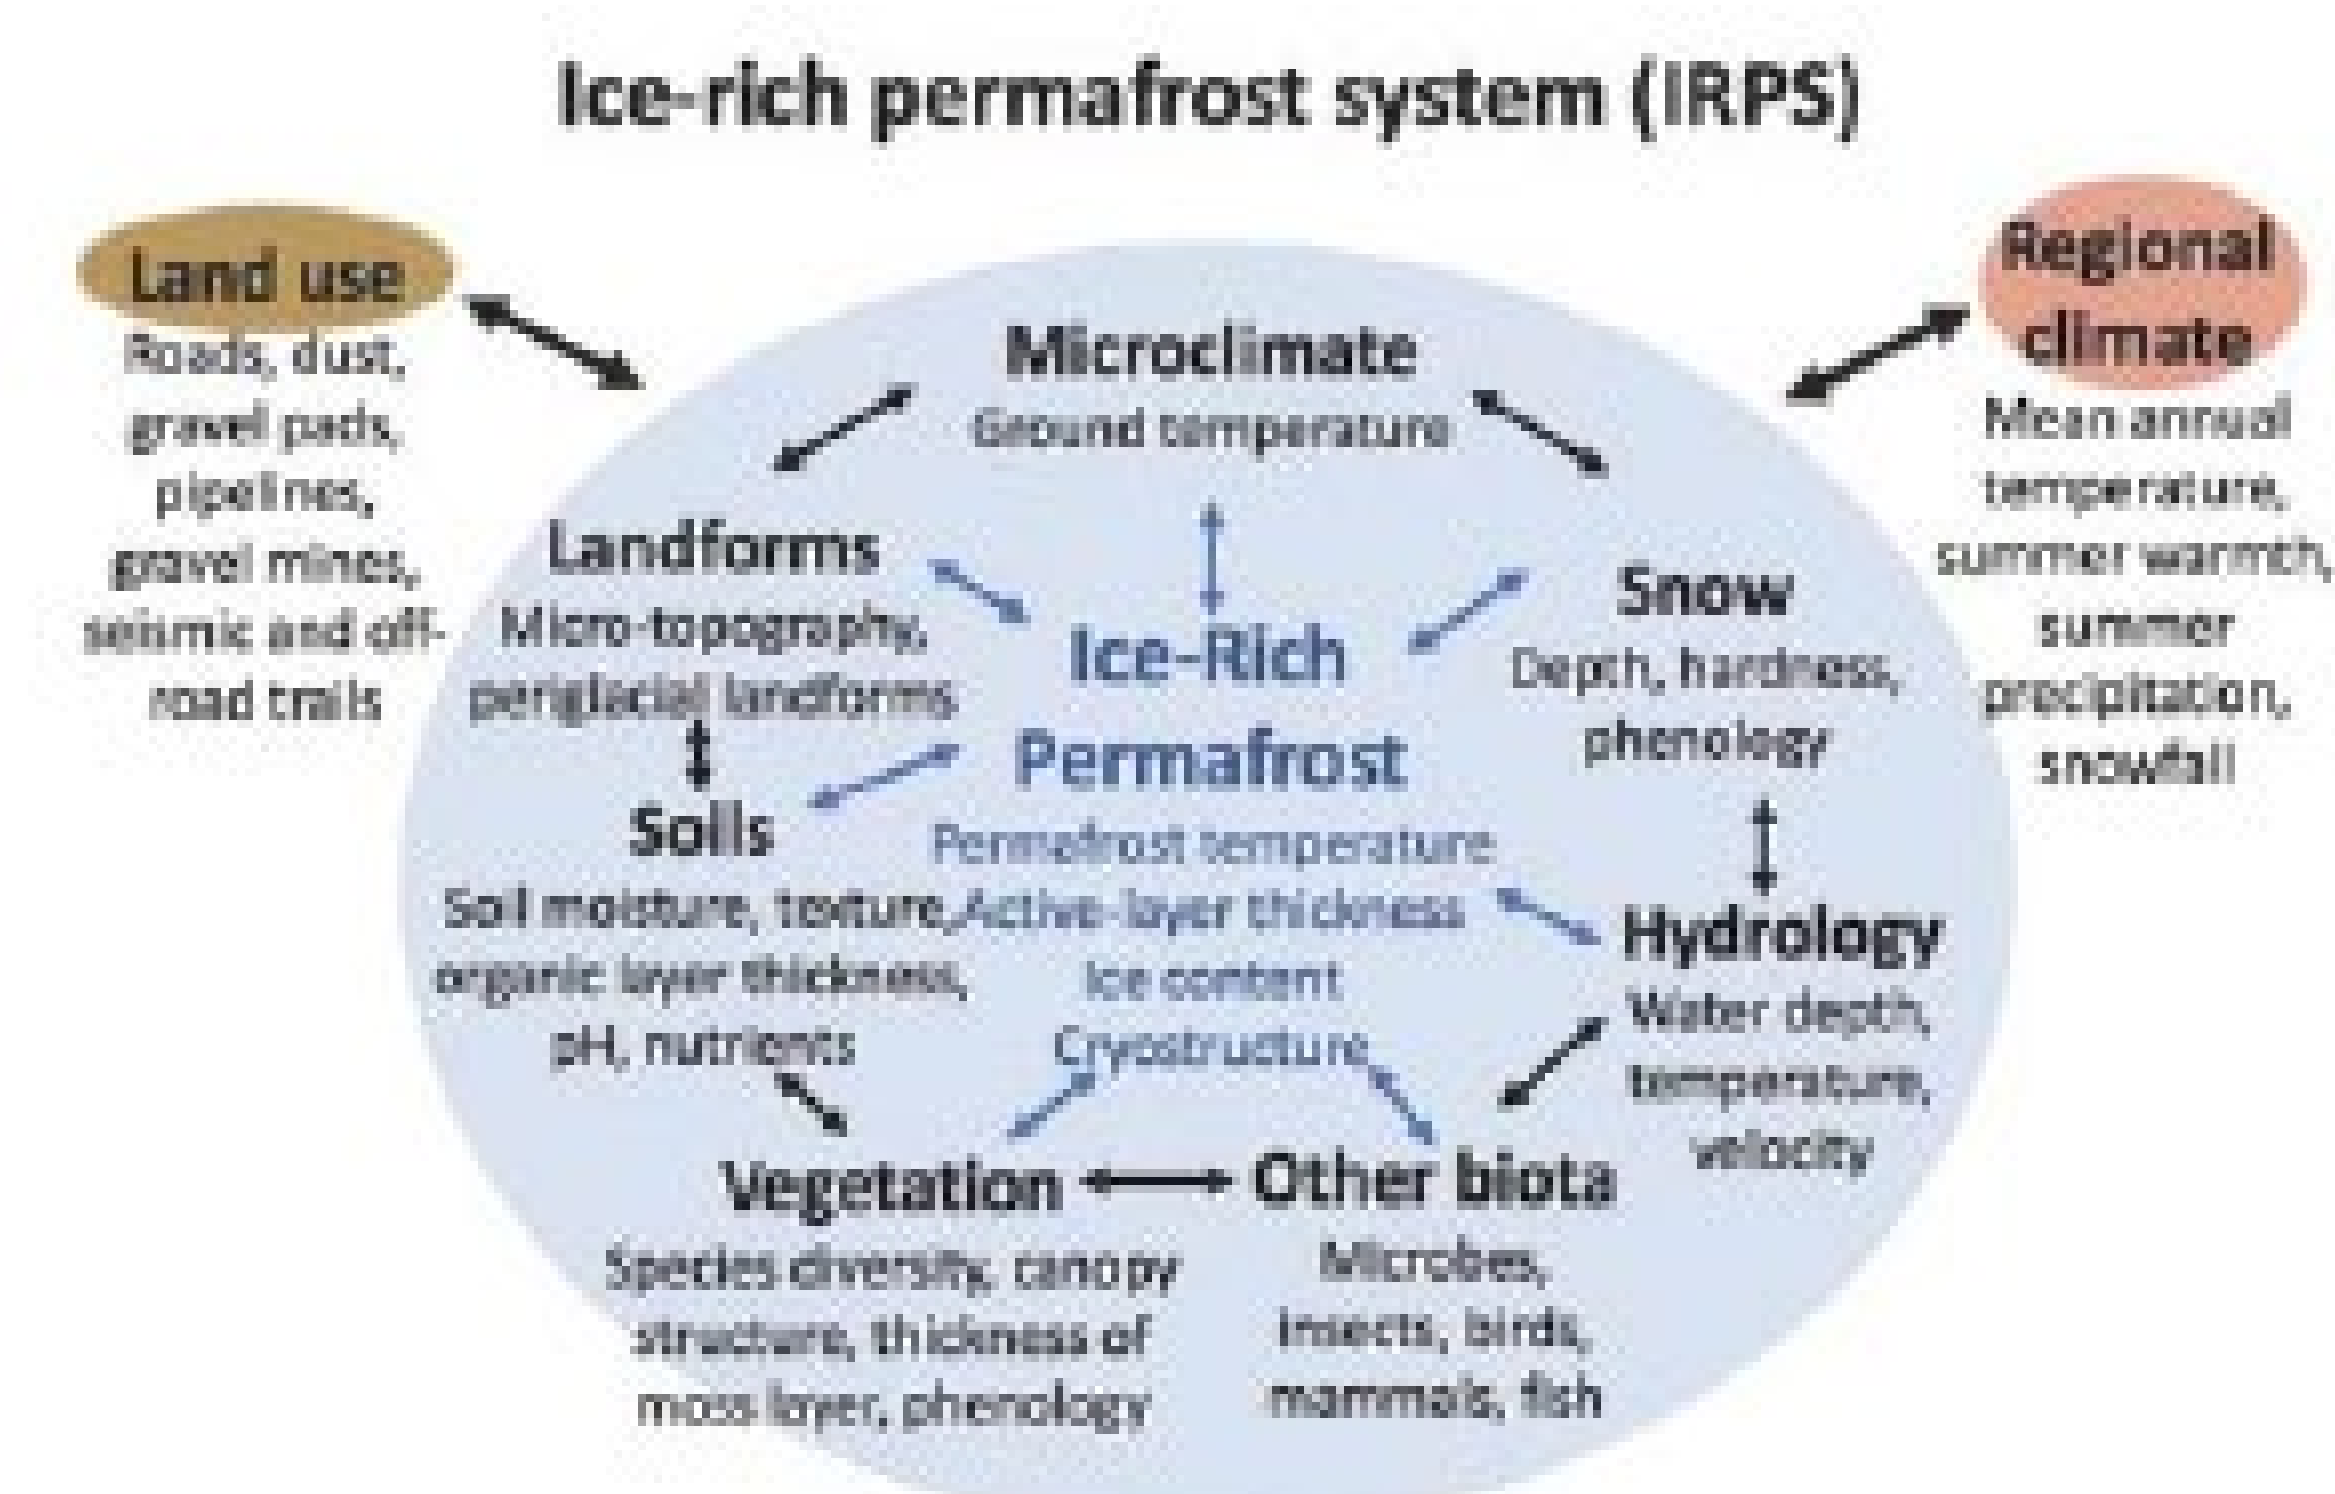 Ice-rich permafrost system (IRPS)
Land use
Roads, dust,
gravel pads,
pipelines,
gravel mines,
seismic and off-
road trails
Regional
climate
Mean annual
temperature,
summer warmth,
summer
precipitation,
snowfall
Microclimate
Ground temperature
Landforms
Micro-topography,
periglacial landforms
Snow
Depth, hardness,
phenology
Ice-Rich
Permafrost
Permafrost temperature
Active-layer thickness
Ice content
Cryostructure
Soils
Soil moisture, texture,
organic layer thickness,
pH, nutrients
Hydrology
Water depth,
temperature,
velocity
Vegetation
Species diversity, canopy
structure, thickness of
moss layer, phenology
Other biota
Microbes,
insects, birds,
mammals, fish